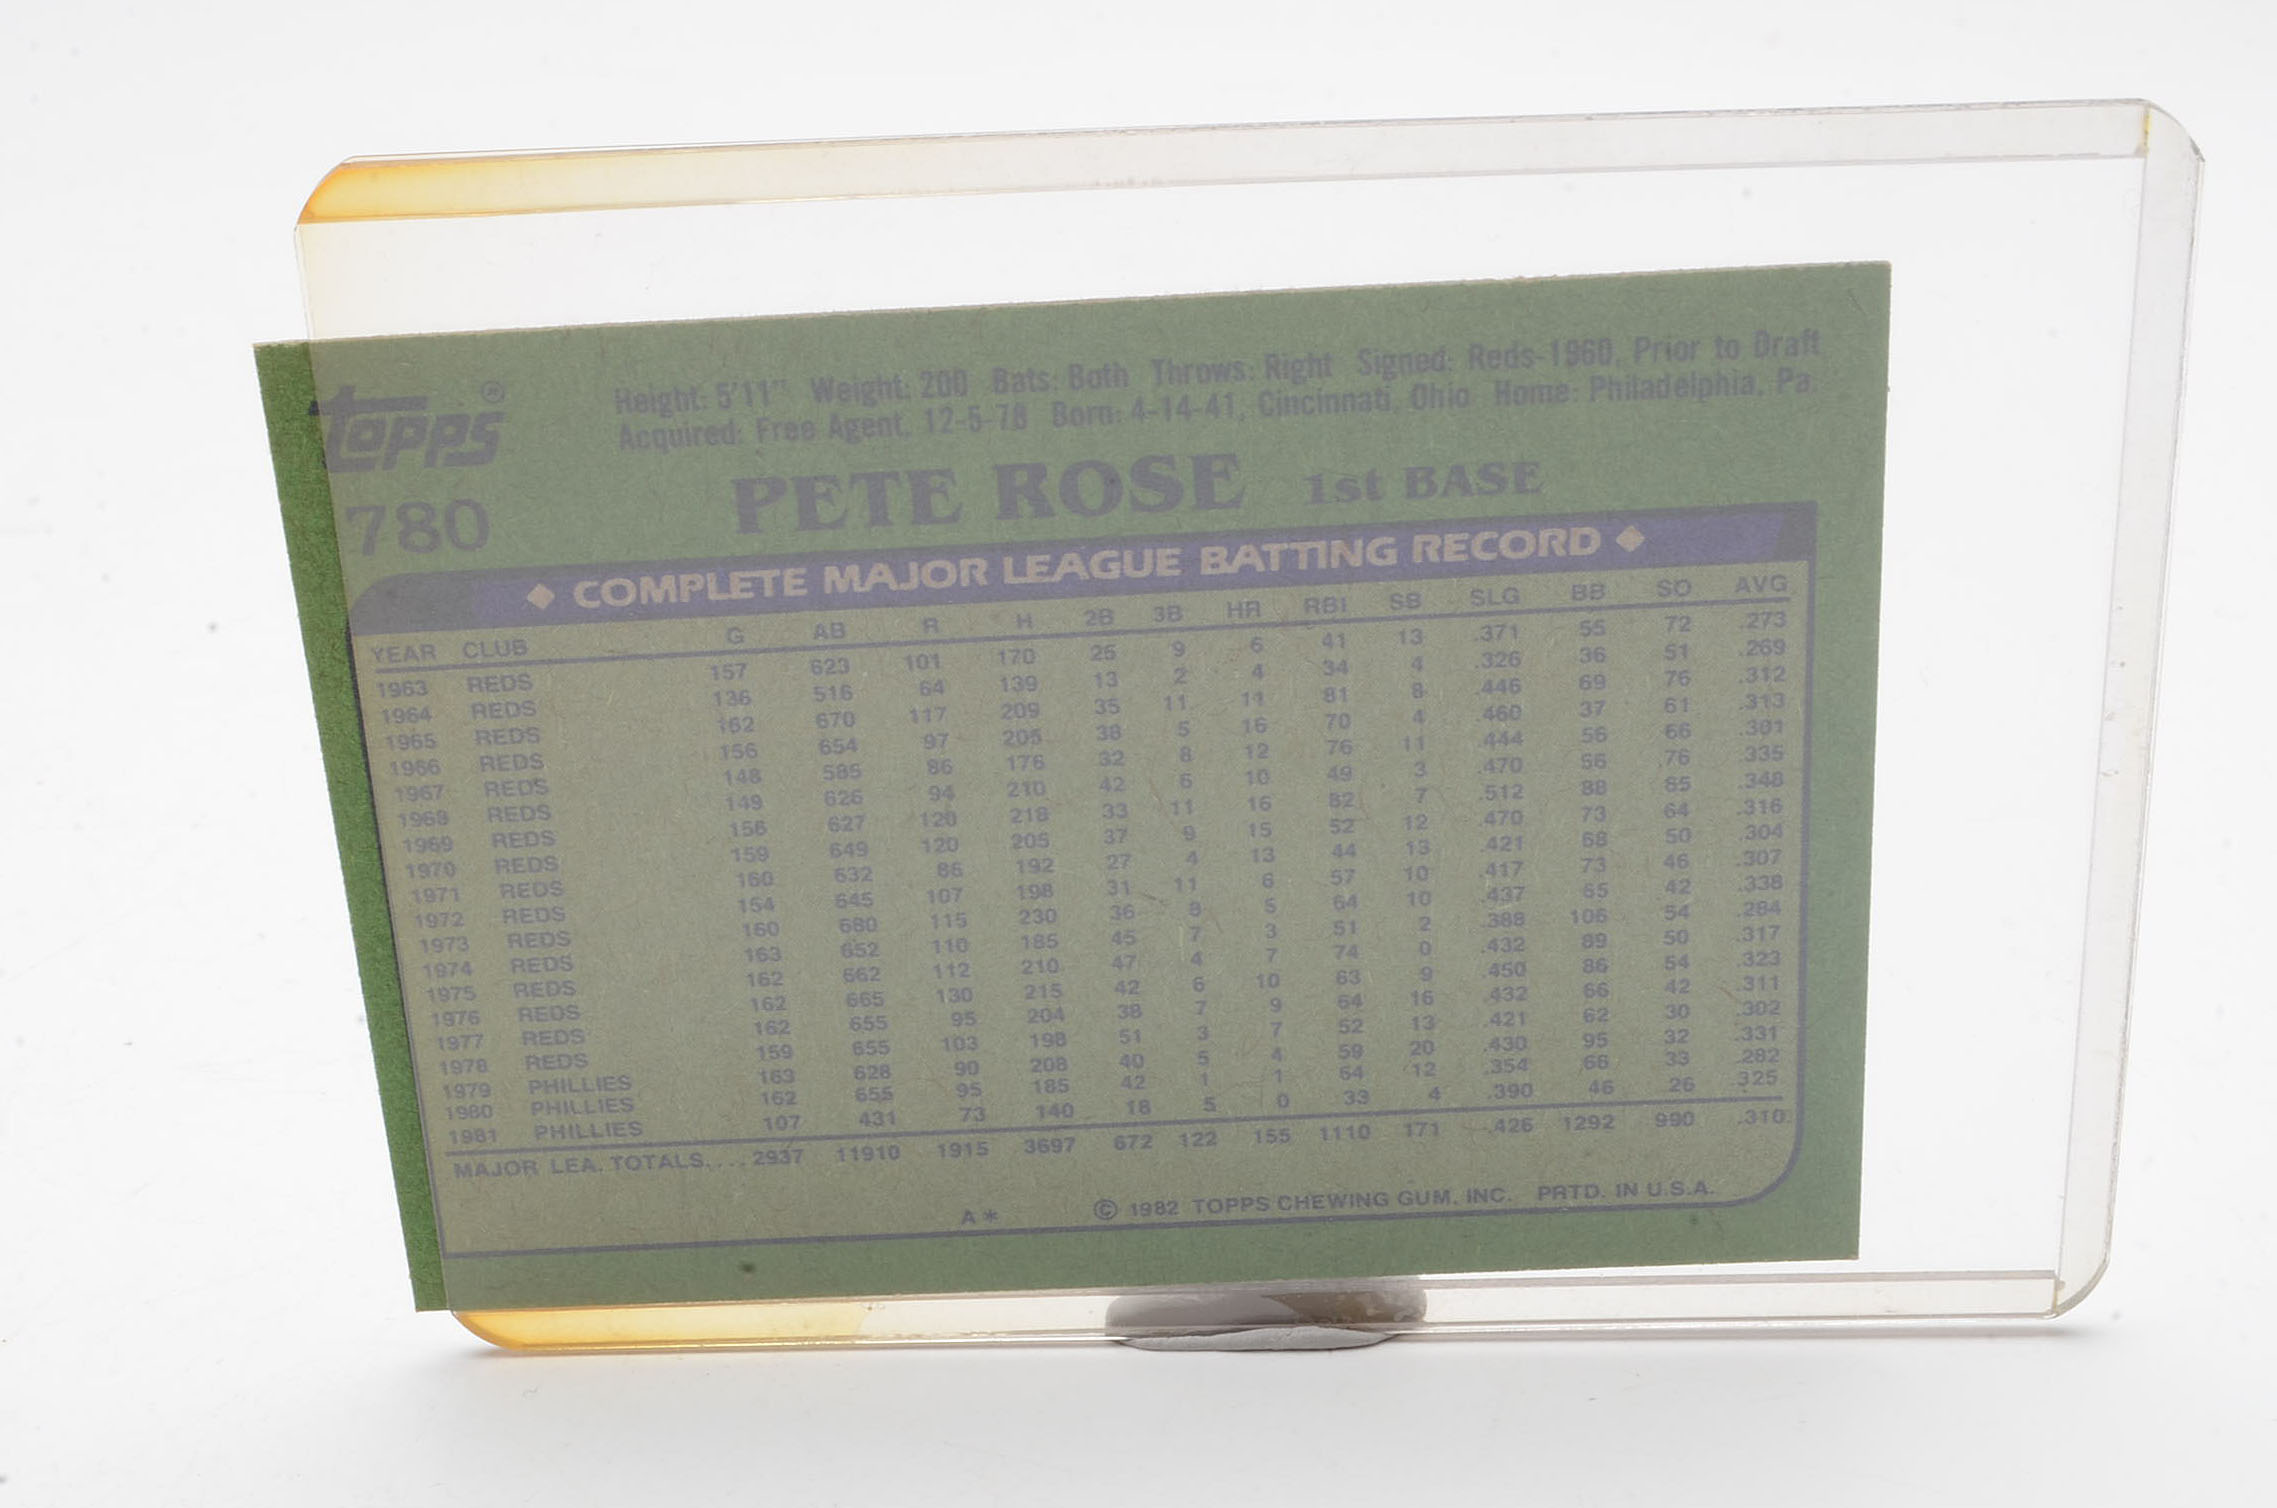 topps®
780
Height: 5'11" Weight: 200 Bats: Both Throws: Right Signed: Reds-1960, Prior to Draft
Acquired: Free Agent, 12-5-78 Born: 4-14-41, Cincinnati, Ohio Home: Philadelphia, Pa.
PETE ROSE 1st BASE
◆ COMPLETE MAJOR LEAGUE BATTING RECORD ◆
YEAR CLUB G AB R H 2B 3B HR RBI SB SLG BB SO AVG
1963 REDS 157 623 101 170 25 9 6 41 13 .371 55 72 .273
1964 REDS 136 516 64 139 13 2 4 34 4 .326 36 51 .269
1965 REDS 162 670 117 209 35 11 11 81 8 .446 69 76 .312
1966 REDS 156 654 97 205 38 5 16 70 4 .460 37 61 .313
1967 REDS 148 585 86 176 32 8 12 76 11 .444 56 66 .301
1968 REDS 149 626 94 210 42 6 10 49 3 .470 56 76 .335
1969 REDS 156 627 120 218 33 11 16 82 7 .512 88 85 .348
1970 REDS 159 649 120 205 37 9 15 52 12 .470 73 64 .316
1971 REDS 160 632 86 192 27 4 13 44 13 .421 68 50 .304
1972 REDS 154 645 107 198 31 11 6 57 10 .417 73 46 .307
1973 REDS 160 680 115 230 36 8 5 64 10 .437 65 42 .338
1974 REDS 163 652 110 185 45 7 3 51 2 .388 106 54 .284
1975 REDS 162 662 112 210 47 4 7 74 0 .432 89 50 .317
1976 REDS 162 665 130 215 42 6 10 63 9 .450 86 54 .323
1977 REDS 162 655 95 204 38 7 9 64 16 .432 66 42 .311
1978 REDS 159 655 103 198 51 3 7 52 13 .421 62 30 .302
1979 PHILLIES 163 628 90 208 40 5 4 59 20 .430 95 32 .331
1980 PHILLIES 162 655 95 185 42 1 1 64 12 .354 66 33 .282
1981 PHILLIES 107 431 73 140 18 5 0 33 4 .390 46 26 .325
MAJOR LEA. TOTALS.... 2937 11910 1915 3697 672 122 155 1110 171 .426 1292 990 .310
A* © 1982 TOPPS CHEWING GUM, INC. PRTD. IN U.S.A.